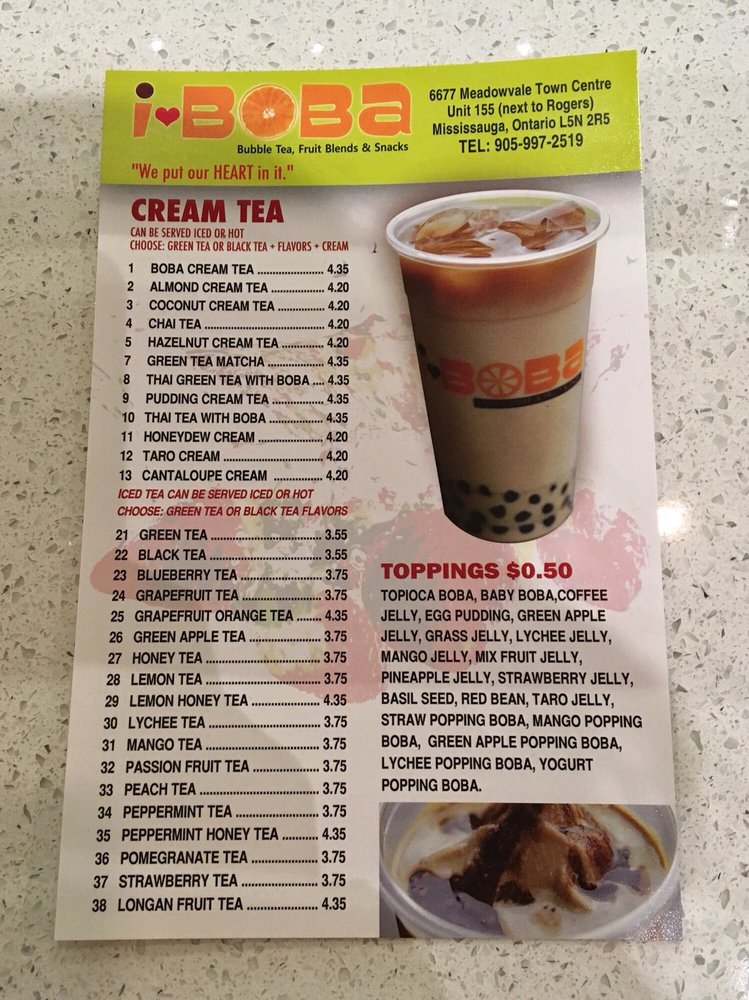 i♥BOBa
Bubble Tea, Fruit Blends & Snacks
"We put our HEART in it."
6677 Meadowvale Town Centre
Unit 155 (next to Rogers)
Mississauga, Ontario L5N 2R5
TEL: 905-997-2519
CREAM TEA
CAN BE SERVED ICED OR HOT
CHOOSE: GREEN TEA OR BLACK TEA + FLAVORS + CREAM
1 BOBA CREAM TEA ....................... 4.35
2 ALMOND CREAM TEA ................. 4.20
3 COCONUT CREAM TEA .............. 4.20
4 CHAI TEA ....................................... 4.20
5 HAZELNUT CREAM TEA ............. 4.20
7 GREEN TEA MATCHA .................. 4.35
8 THAI GREEN TEA WITH BOBA .... 4.35
9 PUDDING CREAM TEA ................ 4.35
10 THAI TEA WITH BOBA ................. 4.35
11 HONEYDEW CREAM .................... 4.20
12 TARO CREAM ................................ 4.20
13 CANTALOUPE CREAM ................ 4.20
ICED TEA CAN BE SERVED ICED OR HOT
CHOOSE: GREEN TEA OR BLACK TEA FLAVORS
21 GREEN TEA .................................. 3.55
22 BLACK TEA .................................. 3.55
23 BLUEBERRY TEA ......................... 3.75
24 GRAPEFRUIT TEA ........................ 3.75
25 GRAPEFRUIT ORANGE TEA ........ 4.35
26 GREEN APPLE TEA ...................... 3.75
27 HONEY TEA ................................... 3.75
28 LEMON TEA ................................... 3.75
29 LEMON HONEY TEA ..................... 4.35
30 LYCHEE TEA .................................. 3.75
31 MANGO TEA ................................... 3.75
32 PASSION FRUIT TEA .................... 3.75
33 PEACH TEA .................................... 3.75
34 PEPPERMINT TEA ......................... 3.75
35 PEPPERMINT HONEY TEA ........... 4.35
36 POMEGRANATE TEA .................... 3.75
37 STRAWBERRY TEA ....................... 3.75
38 LONGAN FRUIT TEA ...................... 4.35
BOBa
TOPPINGS $0.50
TOPIOCA BOBA, BABY BOBA,COFFEE
JELLY, EGG PUDDING, GREEN APPLE
JELLY, GRASS JELLY, LYCHEE JELLY,
MANGO JELLY, MIX FRUIT JELLY,
PINEAPPLE JELLY, STRAWBERRY JELLY,
BASIL SEED, RED BEAN, TARO JELLY,
STRAW POPPING BOBA, MANGO POPPING
BOBA, GREEN APPLE POPPING BOBA,
LYCHEE POPPING BOBA, YOGURT
POPPING BOBA.